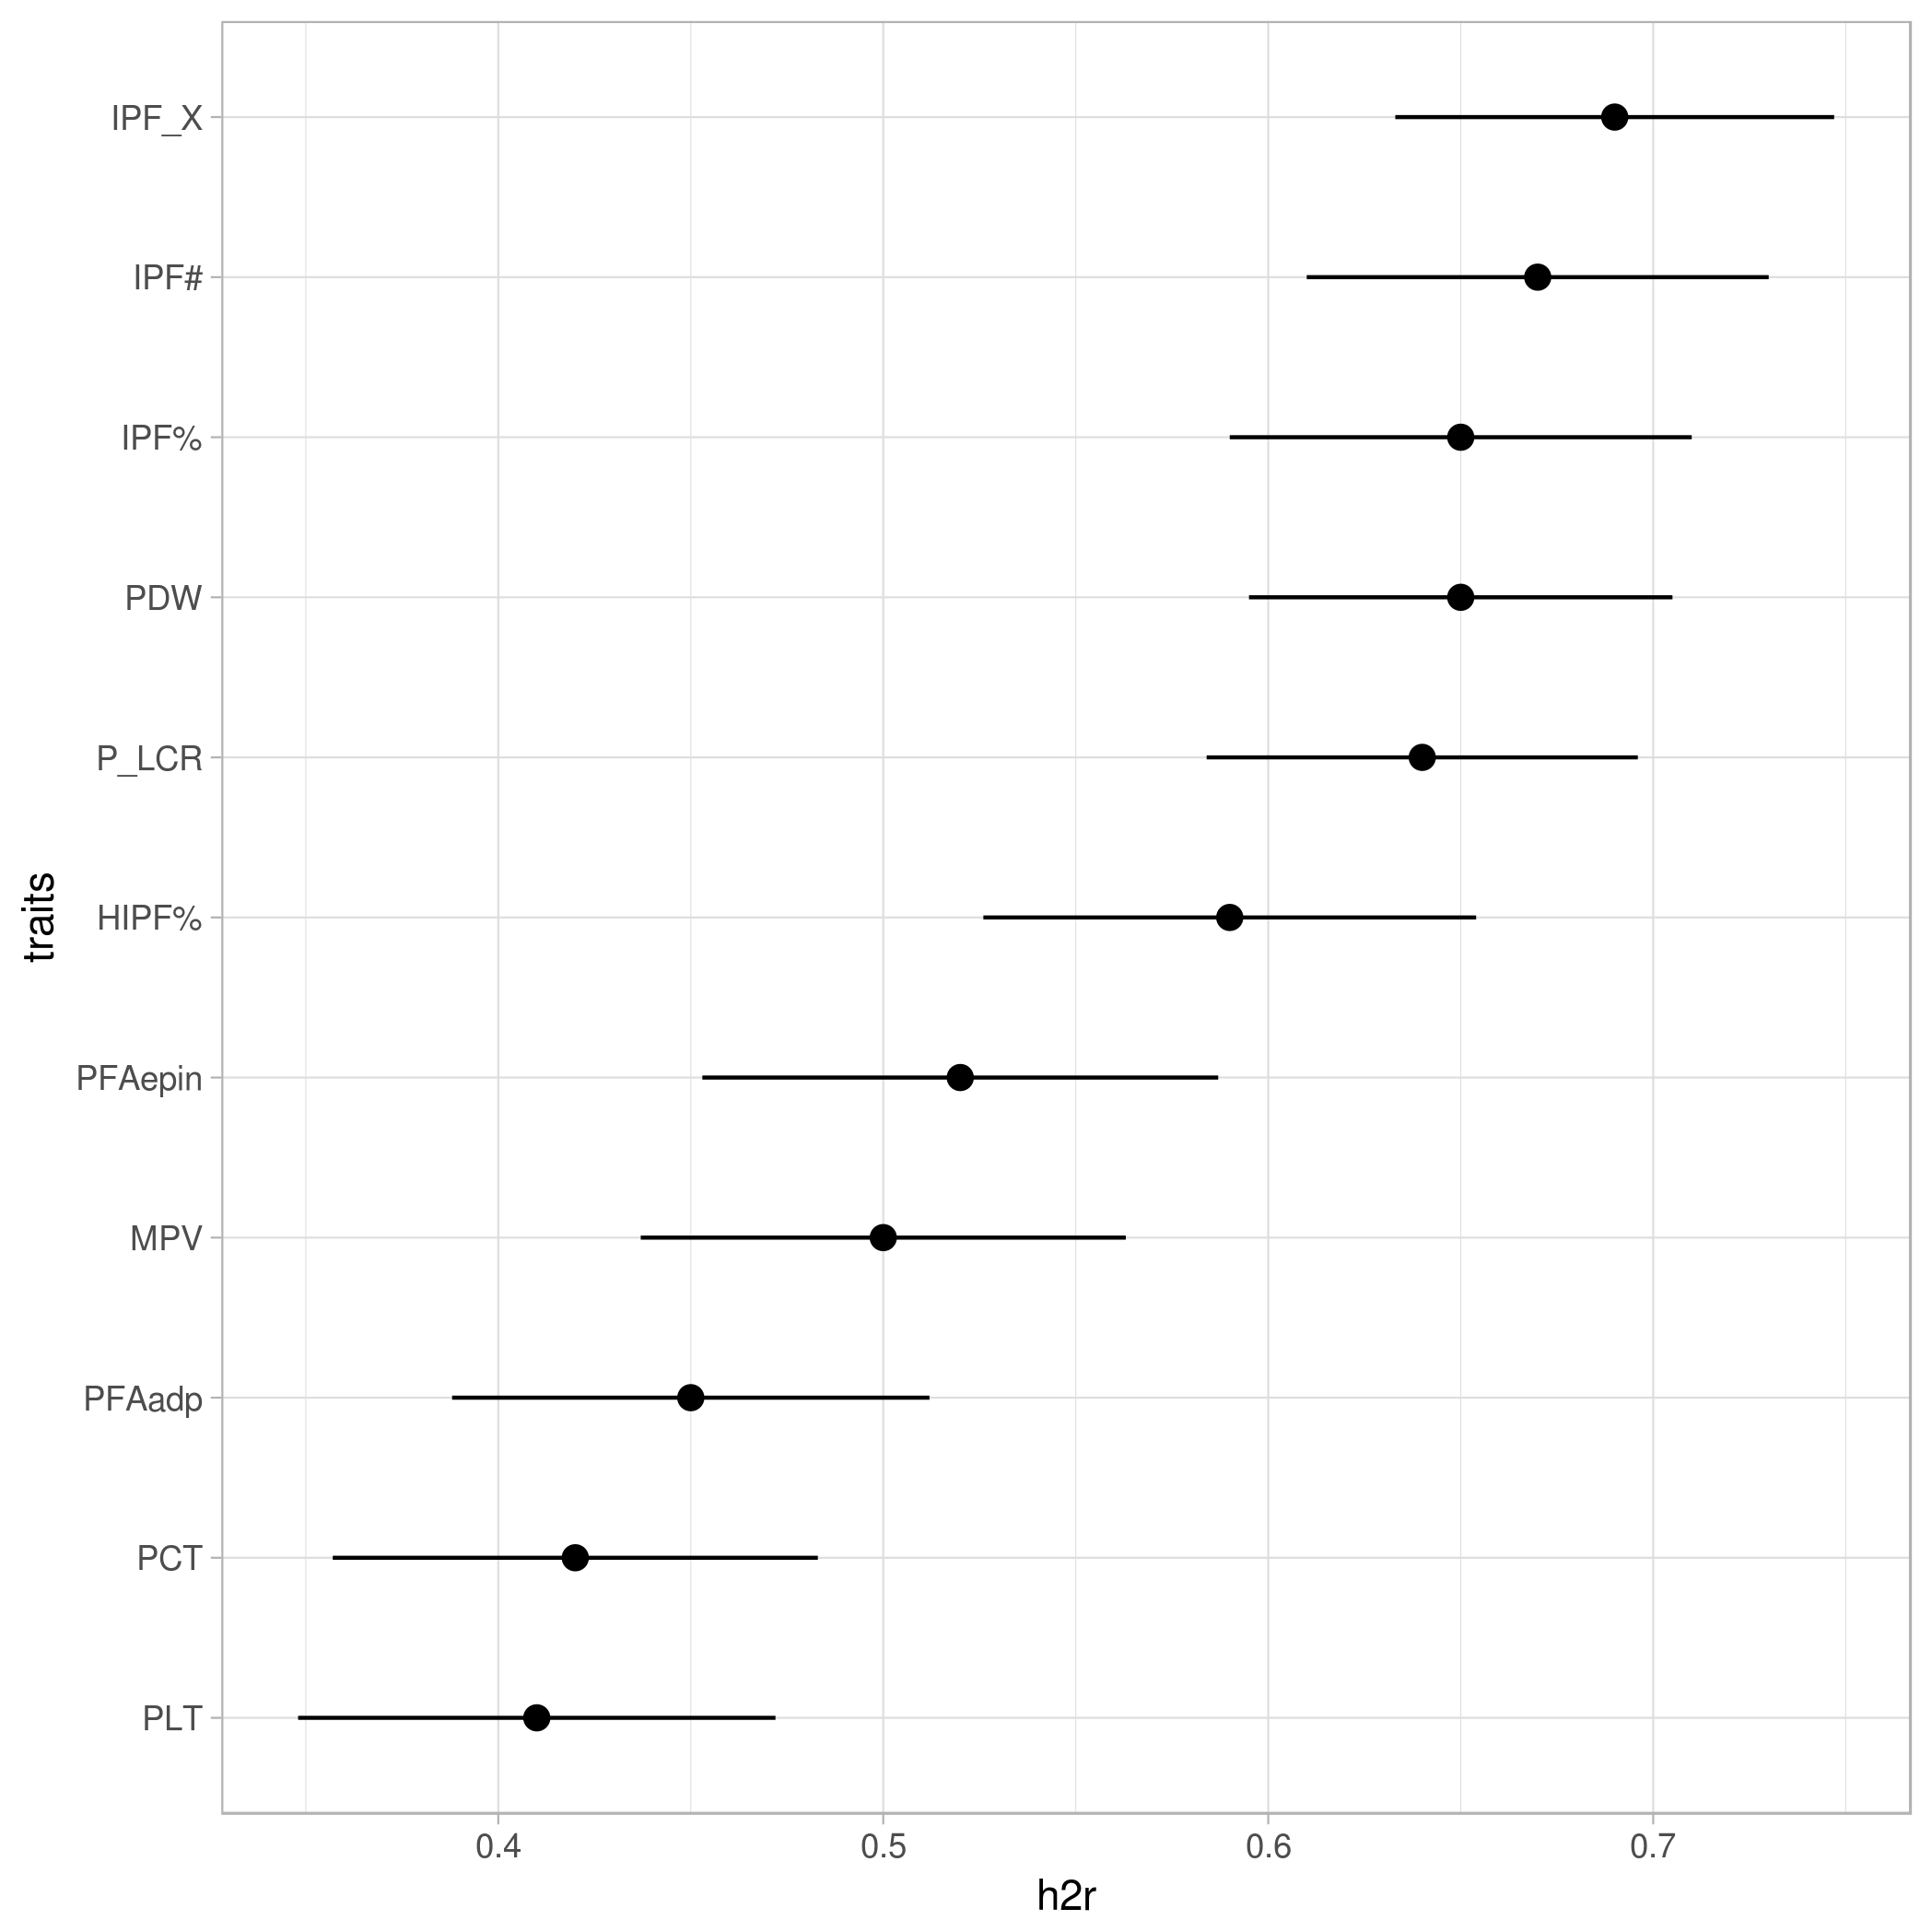 IPF_X
IPF#
IPF%
PDW
P_LCR
HIPF%
PFAepin
MPV
PFAadp
PCT
PLT
traits
0.4 0.5 0.6 0.7
h2r